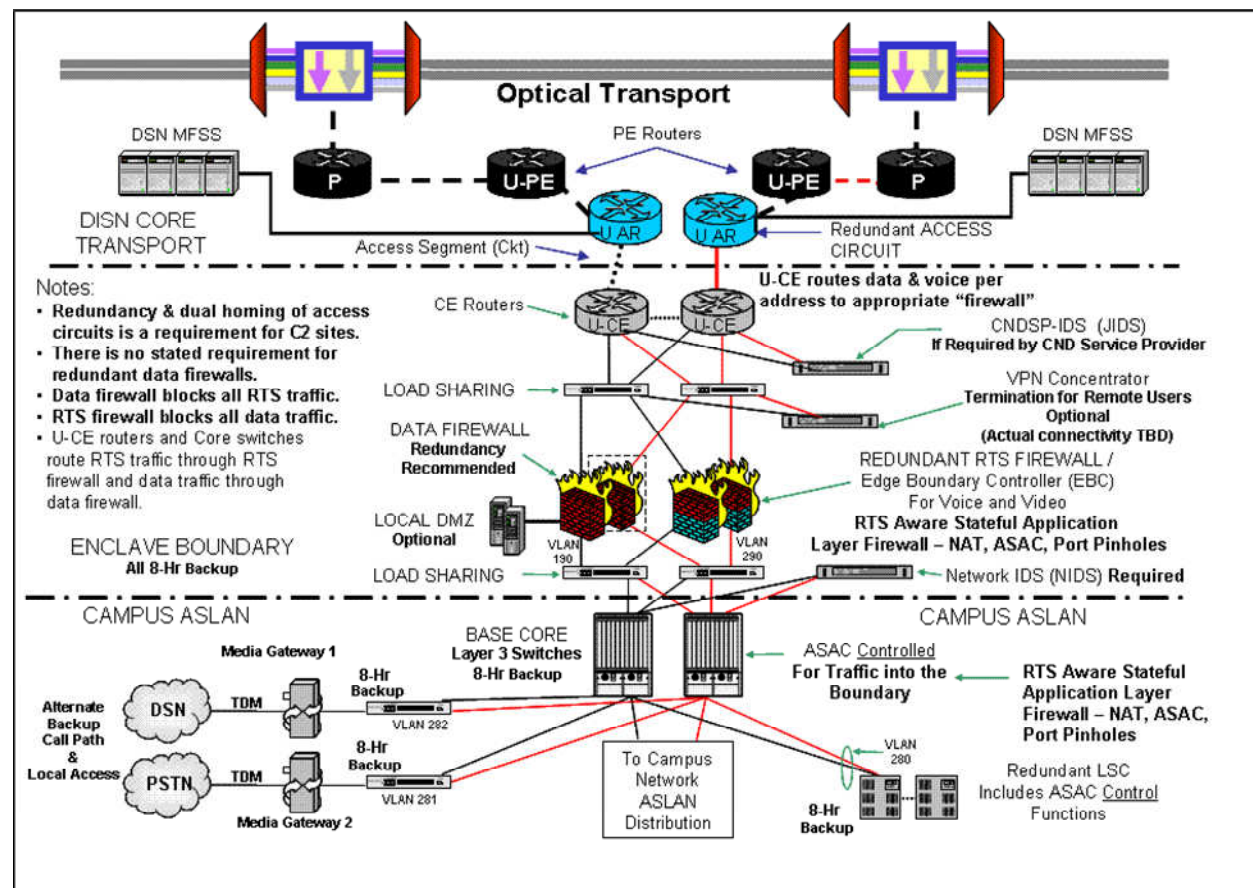 Optical Transport
DSN MFSS
PE Routers
DSN MFSS
P
U-PE
U-PE
P
DISN CORE
TRANSPORT
U AR
U AR
Redundant ACCESS
CIRCUIT
Access Segment (Ckt)
Notes:
▪ Redundancy & dual homing of access
circuits is a requirement for C2 sites.
▪ There is no stated requirement for
redundant data firewalls.
▪ Data firewall blocks all RTS traffic.
▪ RTS firewall blocks all data traffic.
▪ U-CE routers and Core switches
route RTS traffic through RTS
firewall and data traffic through
data firewall.
U-CE routes data & voice per
address to appropriate “firewall”
CE Routers
U-CE
U-CE
CNDSP-IDS (JIDS)
If Required by CND Service Provider
LOAD SHARING
VPN Concentrator
Termination for Remote Users
Optional
(Actual connectivity TBD)
DATA FIREWALL
Redundancy
Recommended
REDUNDANT RTS FIREWALL /
Edge Boundary Controller (EBC)
For Voice and Video
RTS Aware Stateful Application
Layer Firewall – NAT, ASAC, Port Pinholes
LOCAL DMZ
Optional
VLAN
190
VLAN
290
ENCLAVE BOUNDARY
All 8-Hr Backup
LOAD SHARING
Network IDS (NIDS) Required
CAMPUS ASLAN
CAMPUS ASLAN
BASE CORE
Layer 3 Switches
8-Hr Backup
ASAC Controlled
For Traffic into the
Boundary
RTS Aware Stateful
Application Layer
Firewall – NAT, ASAC,
Port Pinholes
Media Gateway 1
8-Hr
Backup
DSN
TDM
VLAN 282
Alternate
Backup
Call Path
&
Local Access
8-Hr
Backup
PSTN
TDM
VLAN 281
Media Gateway 2
To Campus
Network
ASLAN
Distribution
VLAN
280
8-Hr
Backup
Redundant LSC
Includes ASAC Control
Functions